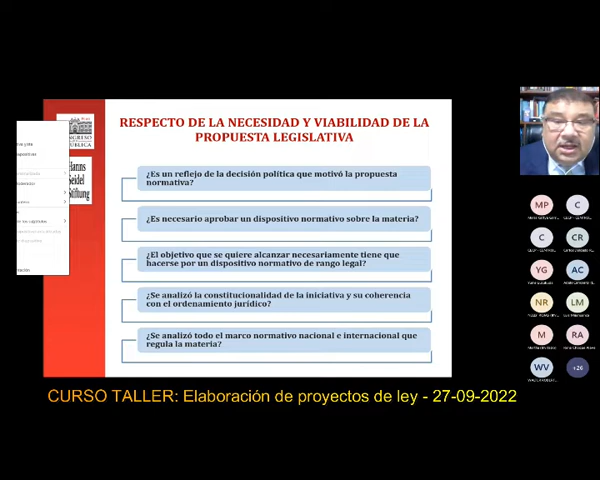 RESPECTO DE LA NECESIDAD Y VIABILIDAD DE LA
PROPUESTA LEGISLATIVA
¿Es un reflejo de la decisión política que motivó la propuesta
normativa?
¿Es necesario aprobar un dispositivo normativo sobre la materia?
¿El objetivo que se quiere alcanzar necesariamente tiene que
hacerse por un dispositivo normativo de rango legal?
¿Se analizó la constitucionalidad de la iniciativa y su coherencia
con el ordenamiento jurídico?
¿Se analizó todo el marco normativo nacional e internacional que
regula la materia?
Seidel
Stiftung
MP
C
C
CR
YG
AC
NR
LM
M
RA
WV
+26
CURSO TALLER: Elaboración de proyectos de ley - 27-09-2022